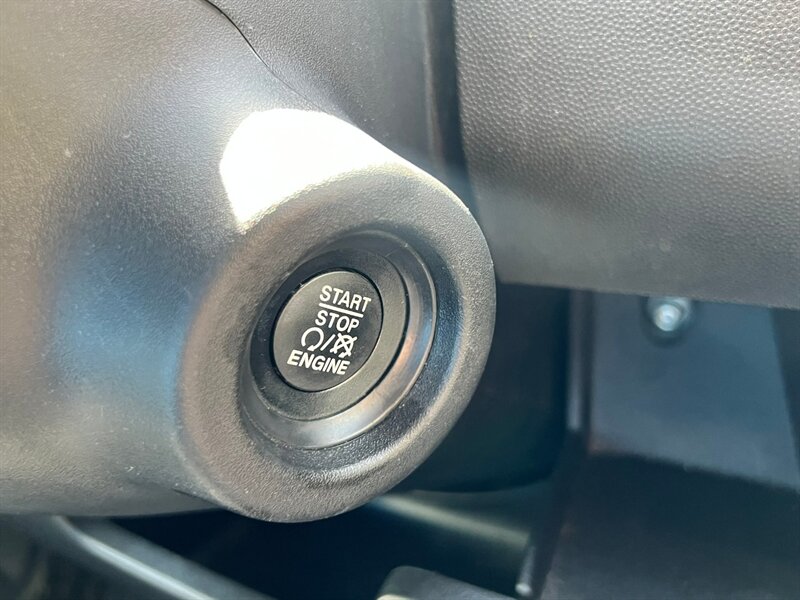 START
STOP
/
ENGINE